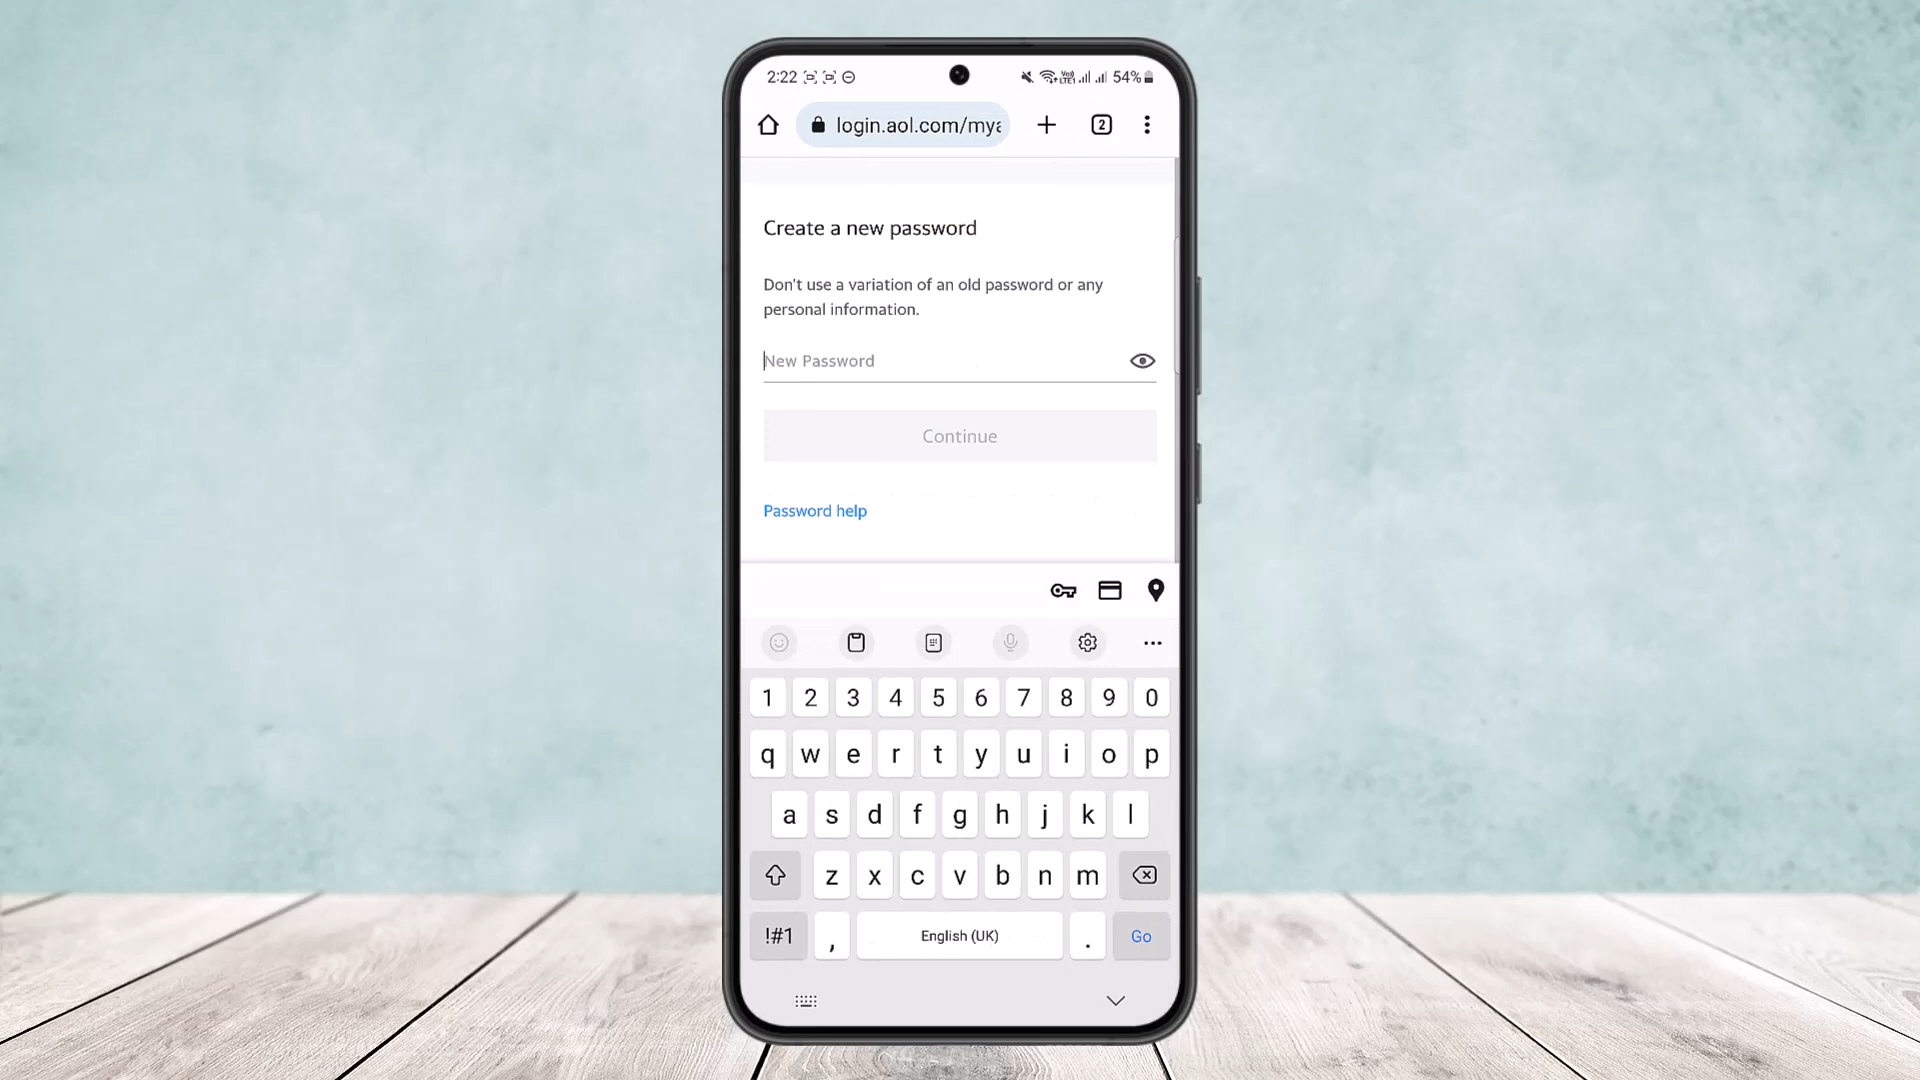 2:22 54%
login.aol.com/mya 2
Create a new password
Don't use a variation of an old password or any
personal information.
New Password
Continue
Password help
1 2 3 4 5 6 7 8 9 0
q w e r t y u i o p
a s d f g h j k l
z x c v b n m
!#1 , English (UK) . Go